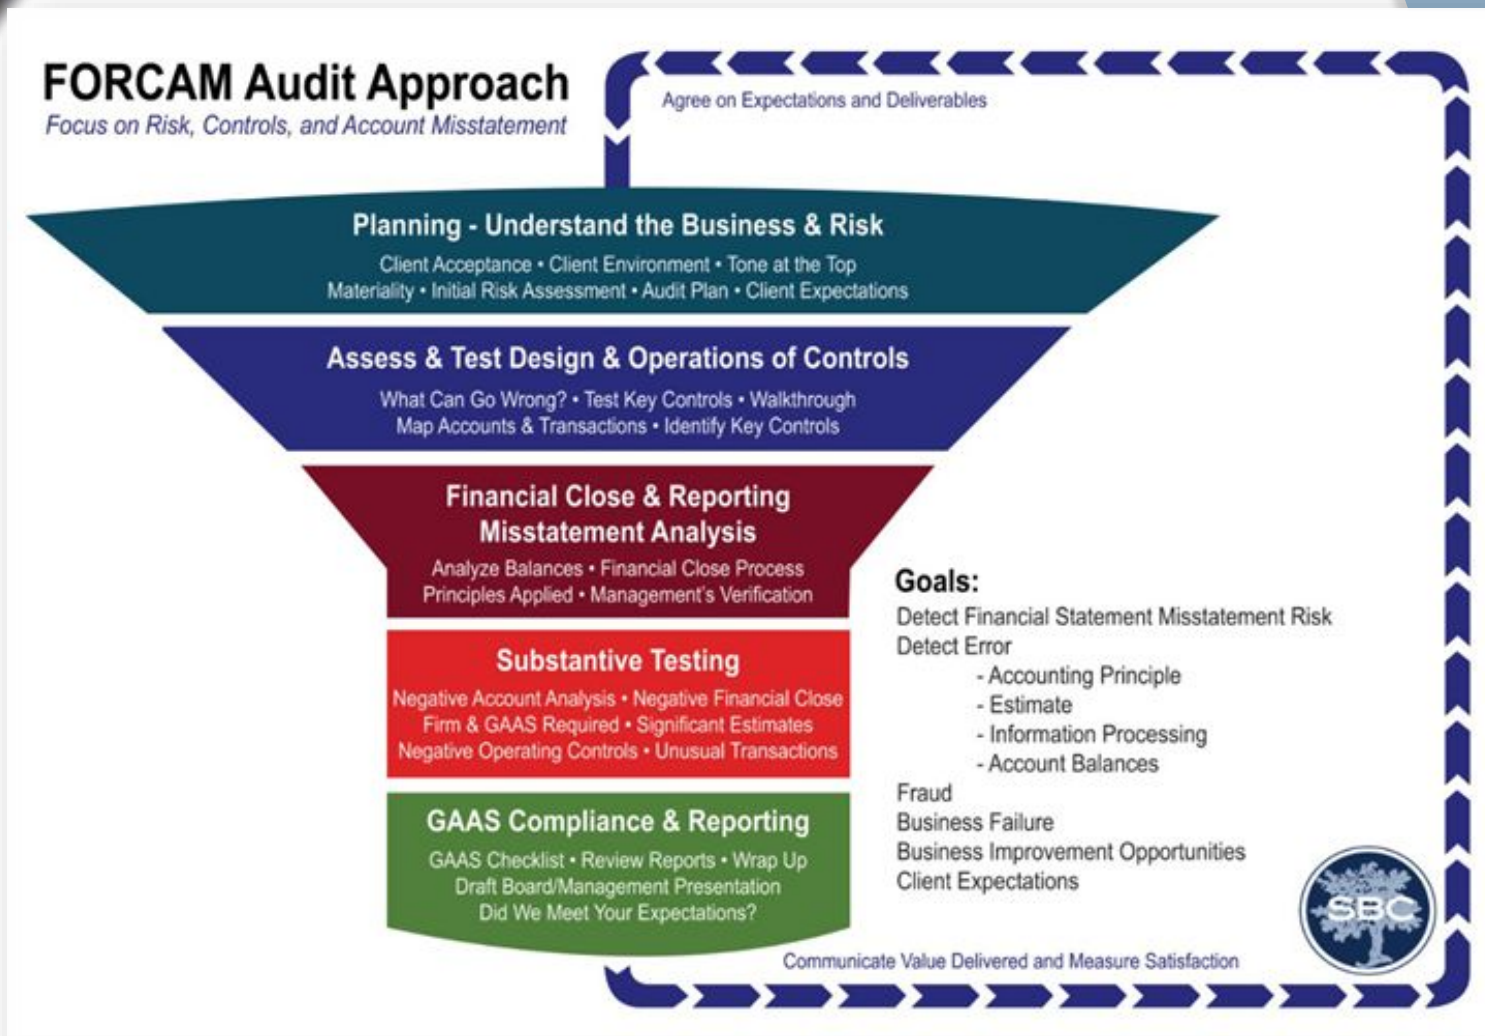 FORCAM Audit Approach
Focus on Risk, Controls, and Account Misstatement
Agree on Expectations and Deliverables
Planning - Understand the Business & Risk
Client Acceptance • Client Environment • Tone at the Top
Materiality • Initial Risk Assessment • Audit Plan • Client Expectations
Assess & Test Design & Operations of Controls
What Can Go Wrong? • Test Key Controls • Walkthrough
Map Accounts & Transactions • Identify Key Controls
Financial Close & Reporting
Misstatement Analysis
Analyze Balances • Financial Close Process
Principles Applied • Management's Verification
Substantive Testing
Negative Account Analysis • Negative Financial Close
Firm & GAAS Required • Significant Estimates
Negative Operating Controls • Unusual Transactions
GAAS Compliance & Reporting
GAAS Checklist • Review Reports • Wrap Up
Draft Board/Management Presentation
Did We Meet Your Expectations?
Goals:
Detect Financial Statement Misstatement Risk
Detect Error
- Accounting Principle
- Estimate
- Information Processing
- Account Balances
Fraud
Business Failure
Business Improvement Opportunities
Client Expectations
SBC
Communicate Value Delivered and Measure Satisfaction